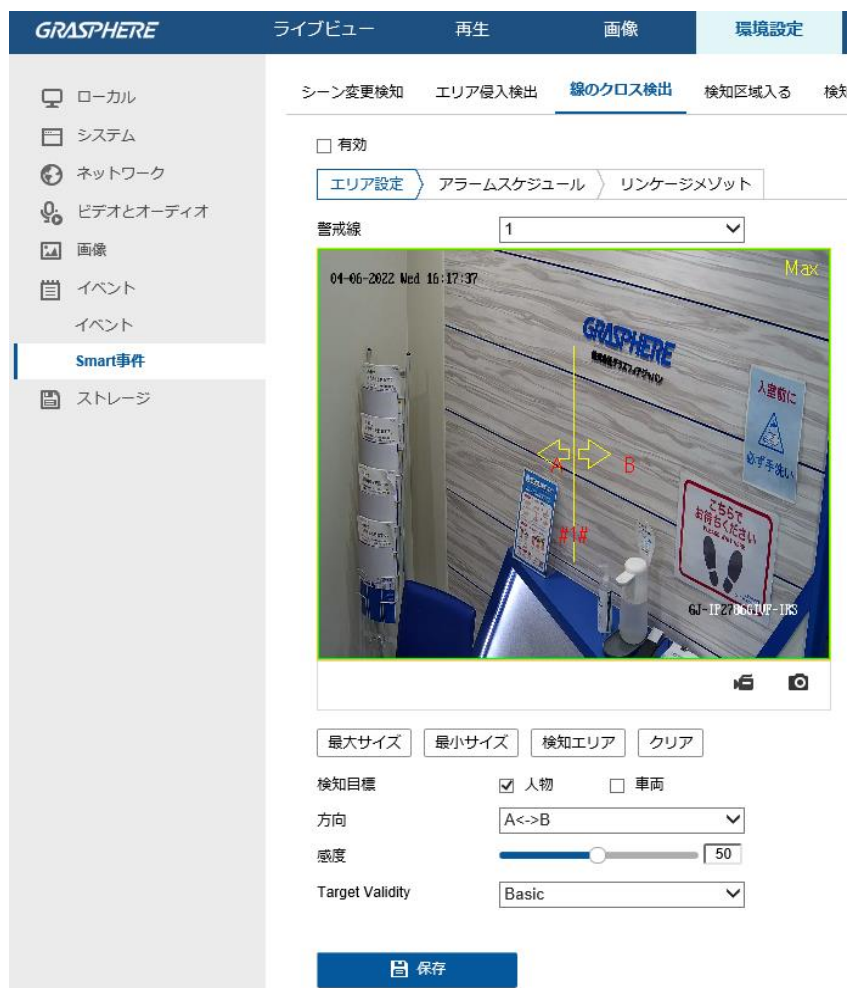 GRASPHERE ライブビュー 再生 画像 環境設定
ローカル
システム
ネットワーク
ビデオとオーディオ
画像
イベント
イベント
Smart事件
ストレージ
シーン変更検知 エリア侵入検出 線のクロス検出 検知区域入る 検知
有効
エリア設定 アラームスケジュール リンケージメゾット
警戒線 1
04-06-2022 Wed 16:17:37
Max
GRASPHERE
入室前に
必ず手洗い
A B
#1#
こちらで
お待ちください
GJ-IP2786GIVF-IR3
最大サイズ 最小サイズ 検知エリア クリア
検知目標 人物 車両
方向 A<->B
感度 50
Target Validity Basic
保存